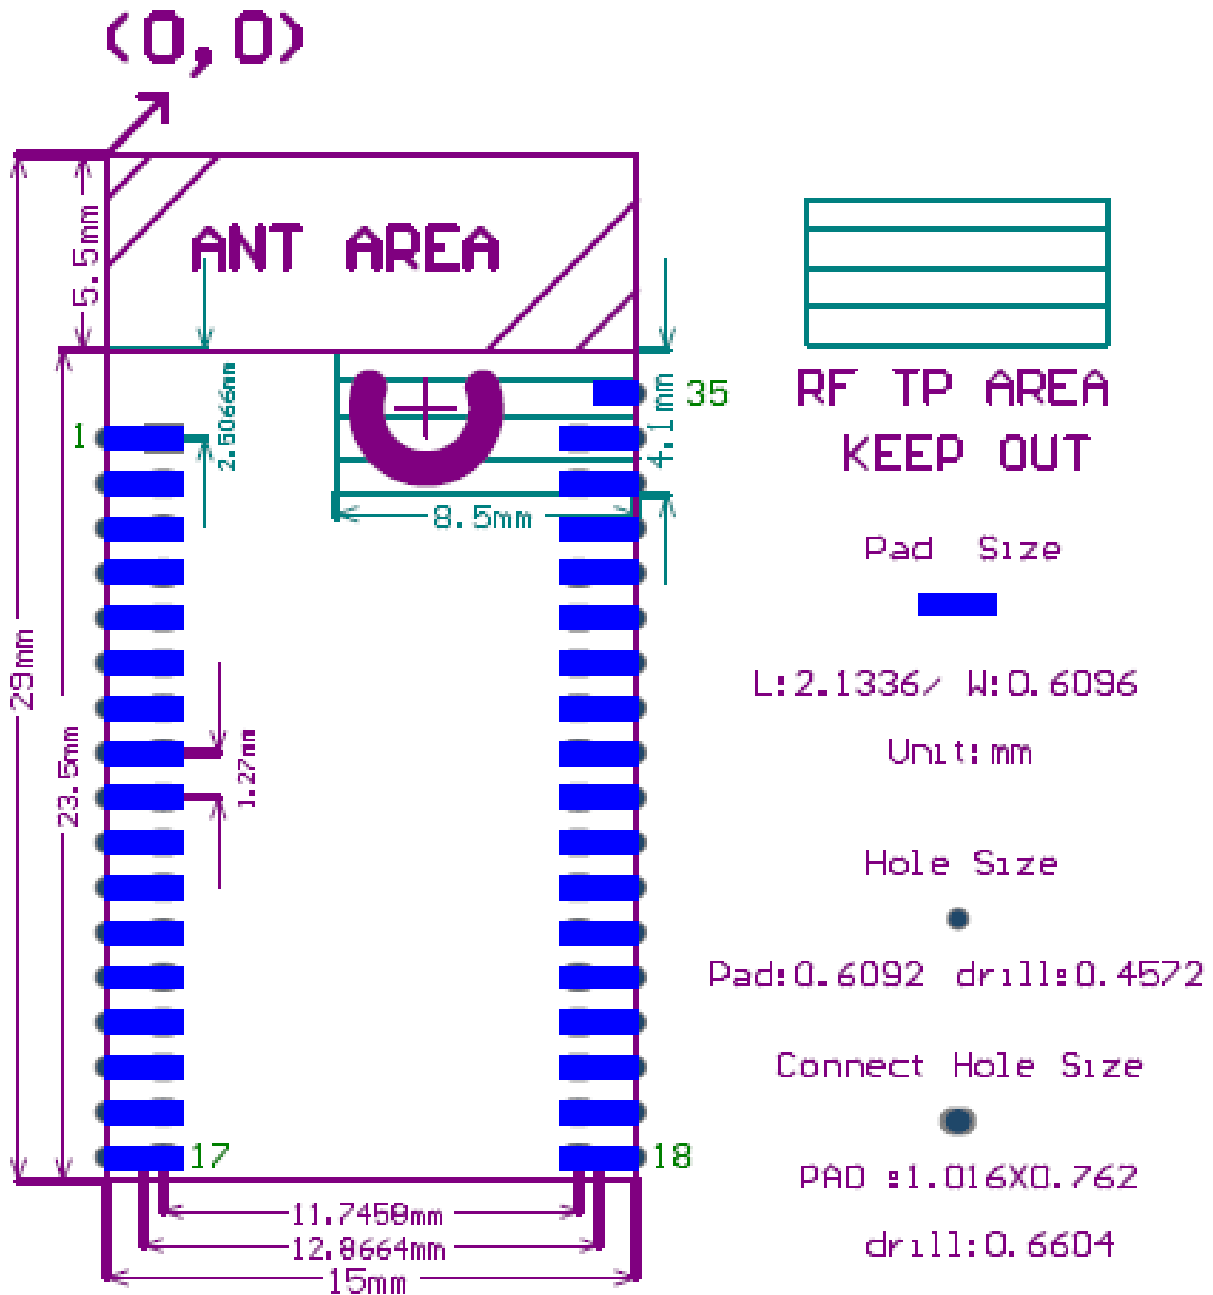 (0,0)
5.5mm
ANT AREA
2.5066mm
35
4.1mm
RF TP AREA
KEEP OUT
1
8.5mm
Pad Size
L:2.1336/ W:0.6096
Unit:mm
29mm
23.5mm
1.27mm
Hole Size
Pad:0.6092 drill:0.4572
Connect Hole Size
PAD :1.016X0.762
drill:0.6604
17
18
12.8664mm
15mm